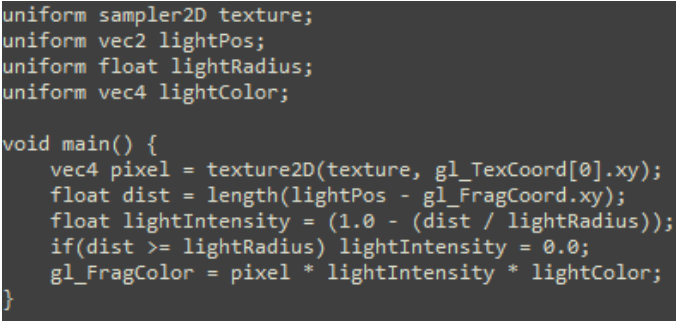 uniform sampler2D texture;
uniform vec2 lightPos;
uniform float lightRadius;
uniform vec4 lightColor;

void main() {
    vec4 pixel = texture2D(texture, gl_TexCoord[0].xy);
    float dist = length(lightPos - gl_FragCoord.xy);
    float lightIntensity = (1.0 - (dist / lightRadius));
    if(dist >= lightRadius) lightIntensity = 0.0;
    gl_FragColor = pixel * lightIntensity * lightColor;
}